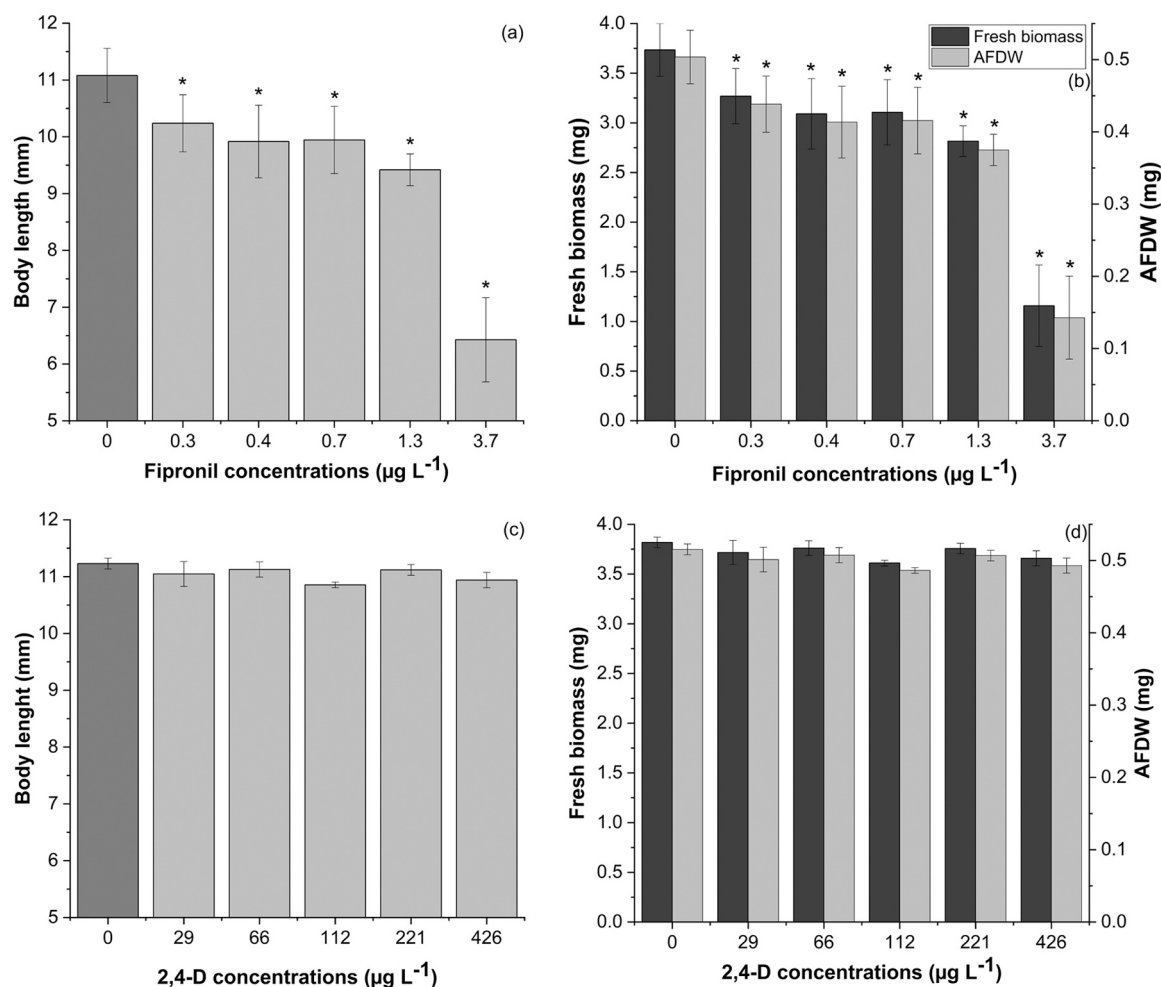 (a)
Body length (mm)
12
11
10
9
8
7
6
5
* * * * *
0 0.3 0.4 0.7 1.3 3.7
Fipronil concentrations (µg L-1)
(b)
Fresh biomass
AFDW
Fresh biomass (mg)
4.0
3.5
3.0
2.5
2.0
1.5
1.0
0.5
0.0
* * * * * * * * * *
AFDW (mg)
0.5
0.4
0.3
0.2
0.1
0.0
0 0.3 0.4 0.7 1.3 3.7
Fipronil concentrations (µg L-1)
(c)
Body lenght (mm)
12
11
10
9
8
7
6
5
0 29 66 112 221 426
2,4-D concentrations (µg L-1)
(d)
Fresh biomass (mg)
4.0
3.5
3.0
2.5
2.0
1.5
1.0
0.5
0.0
AFDW (mg)
0.5
0.4
0.3
0.2
0.1
0.0
0 29 66 112 221 426
2,4-D concentrations (µg L-1)